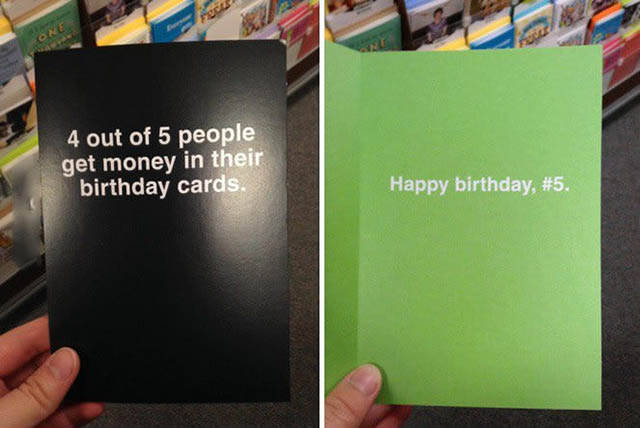 4 out of 5 people
get money in their
birthday cards.
Happy birthday, #5.